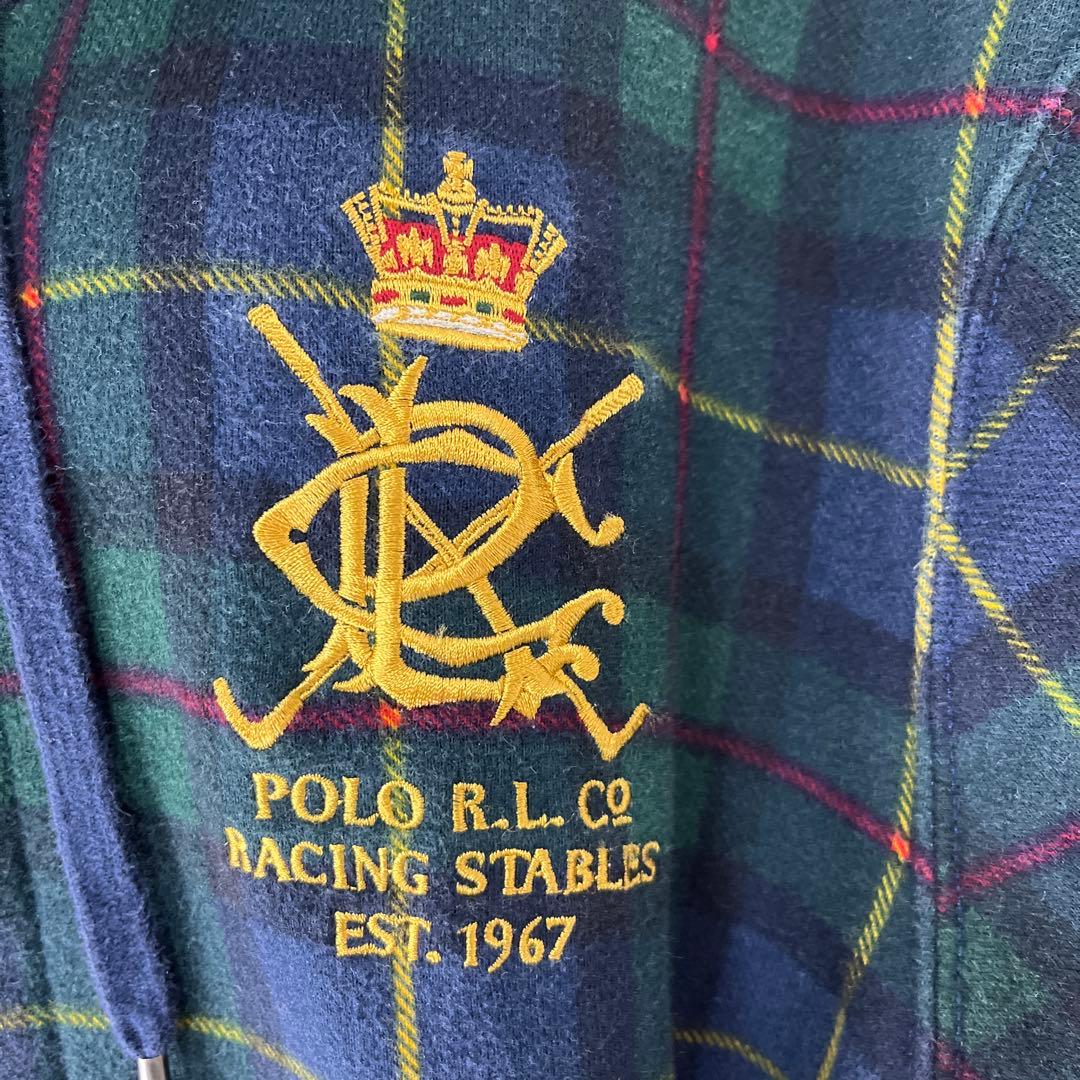 POLO R.L. Cº
RACING STABLES
EST. 1967